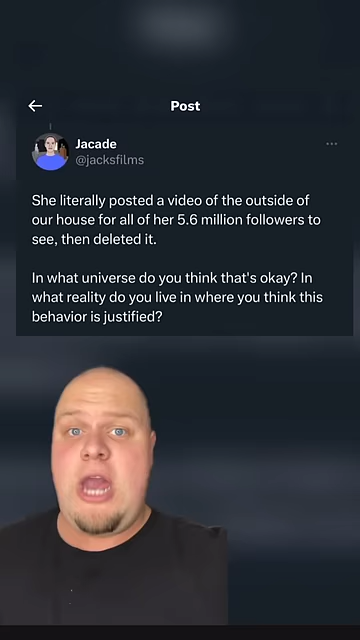 Post
Jacade
@jacksfilms
She literally posted a video of the outside of
our house for all of her 5.6 million followers to
see, then deleted it.
In what universe do you think that's okay? In
what reality do you live in where you think this
behavior is justified?